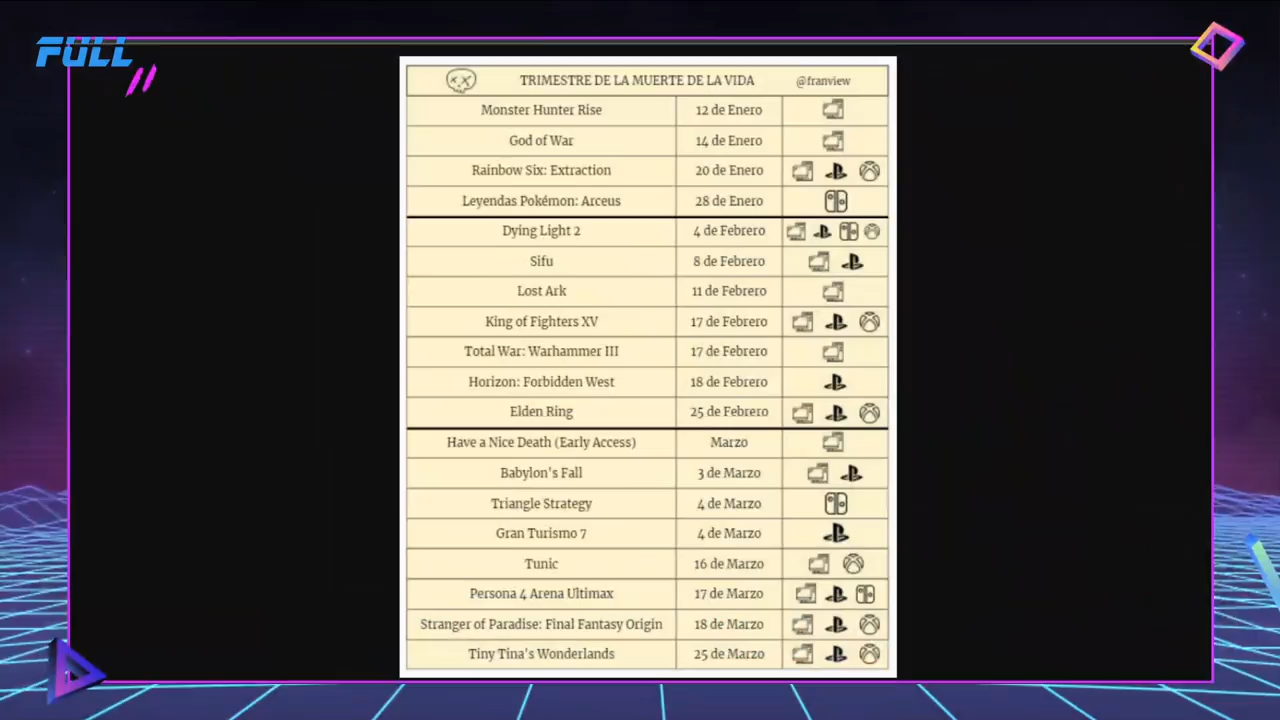 FULL
TRIMESTRE DE LA MUERTE DE LA VIDA @franview
Monster Hunter Rise 12 de Enero
God of War 14 de Enero
Rainbow Six: Extraction 20 de Enero
Leyendas Pokémon: Arceus 28 de Enero
Dying Light 2 4 de Febrero
Sifu 8 de Febrero
Lost Ark 11 de Febrero
King of Fighters XV 17 de Febrero
Total War: Warhammer III 17 de Febrero
Horizon: Forbidden West 18 de Febrero
Elden Ring 25 de Febrero
Have a Nice Death (Early Access) Marzo
Babylon's Fall 3 de Marzo
Triangle Strategy 4 de Marzo
Gran Turismo 7 4 de Marzo
Tunic 16 de Marzo
Persona 4 Arena Ultimax 17 de Marzo
Stranger of Paradise: Final Fantasy Origin 18 de Marzo
Tiny Tina's Wonderlands 25 de Marzo